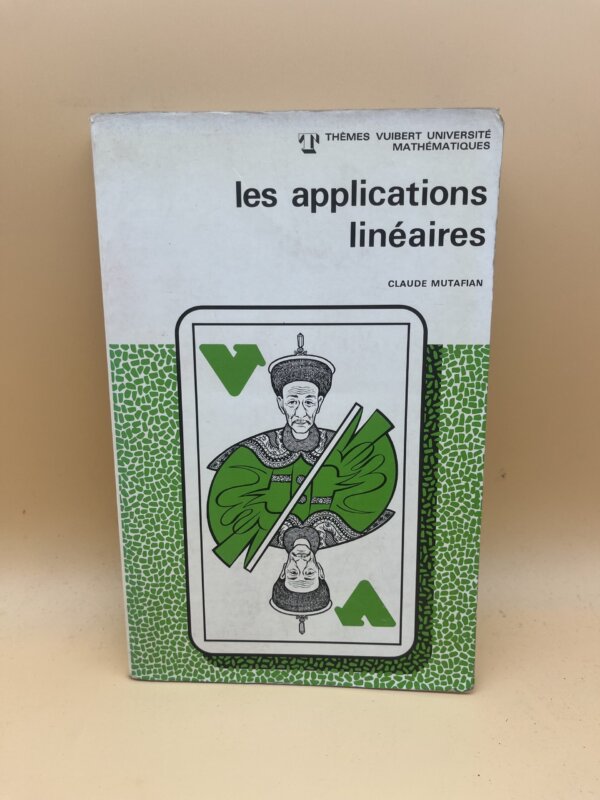 THÈMES VUIBERT UNIVERSITÉ
MATHÉMATIQUES
les applications
linéaires
CLAUDE MUTAFIAN
V
V